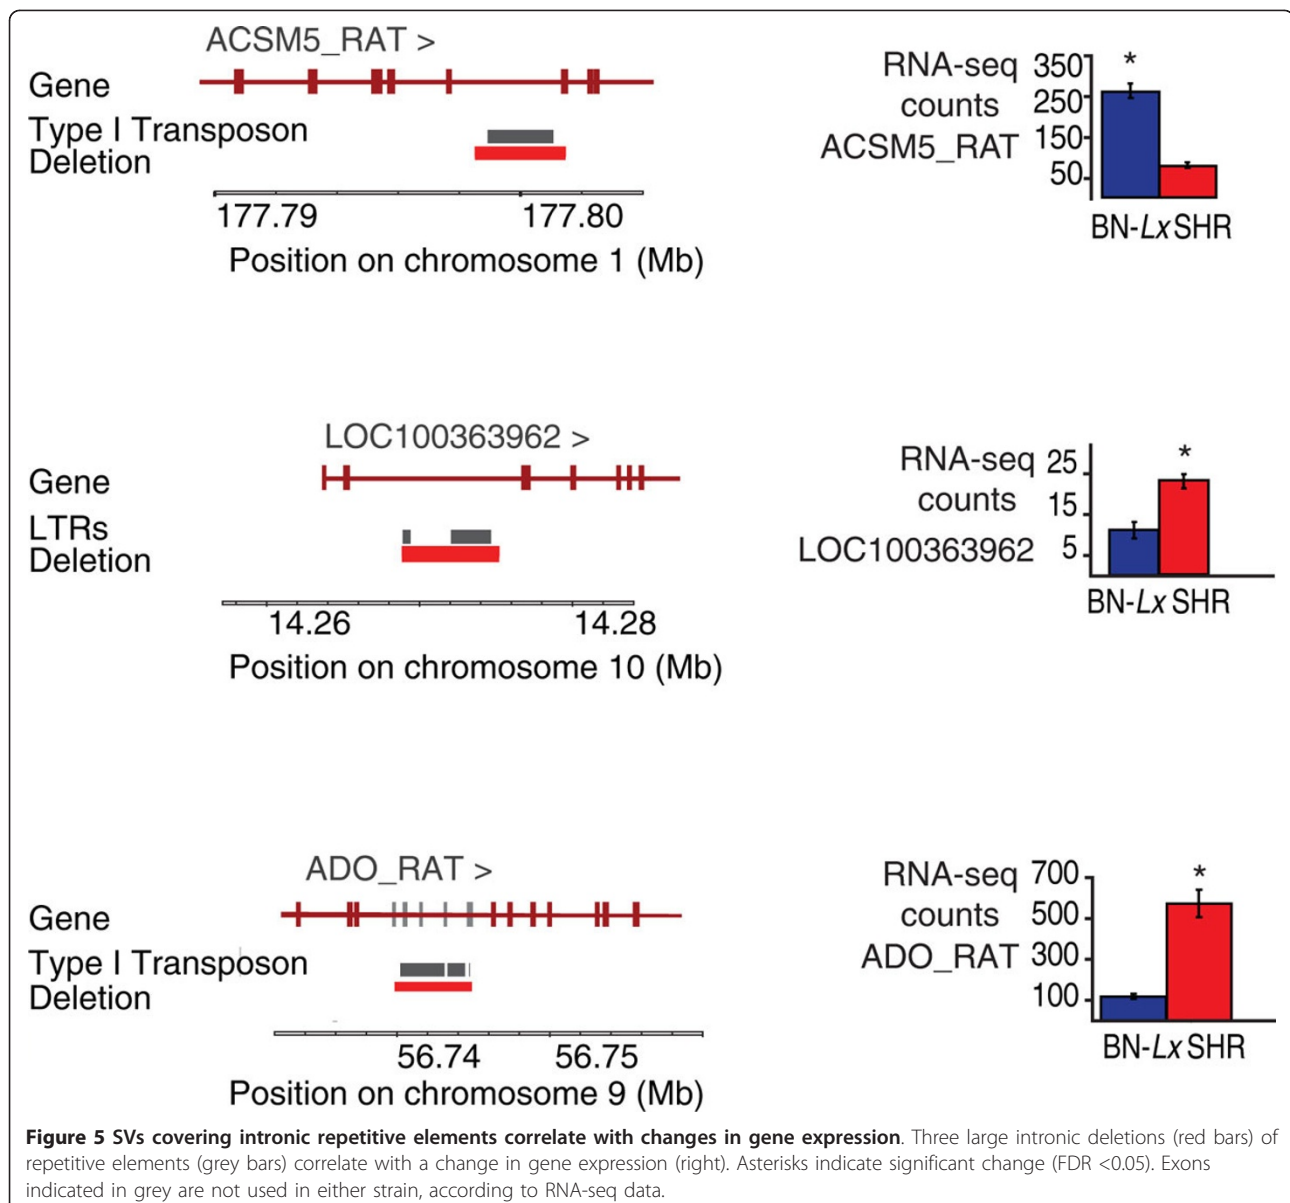 ACSM5_RAT >
Gene
Type I Transposon
Deletion
177.79 177.80
Position on chromosome 1 (Mb)
RNA-seq
counts
ACSM5_RAT
350
250
150
50
*
BN-Lx SHR
LOC100363962 >
Gene
LTRs
Deletion
14.26 14.28
Position on chromosome 10 (Mb)
RNA-seq
counts
LOC100363962
25
15
5
*
BN-Lx SHR
ADO_RAT >
Gene
Type I Transposon
Deletion
56.74 56.75
Position on chromosome 9 (Mb)
RNA-seq
counts
ADO_RAT
700
500
300
100
*
BN-Lx SHR
Figure 5 SVs covering intronic repetitive elements correlate with changes in gene expression. Three large intronic deletions (red bars) of
repetitive elements (grey bars) correlate with a change in gene expression (right). Asterisks indicate significant change (FDR <0.05). Exons
indicated in grey are not used in either strain, according to RNA-seq data.